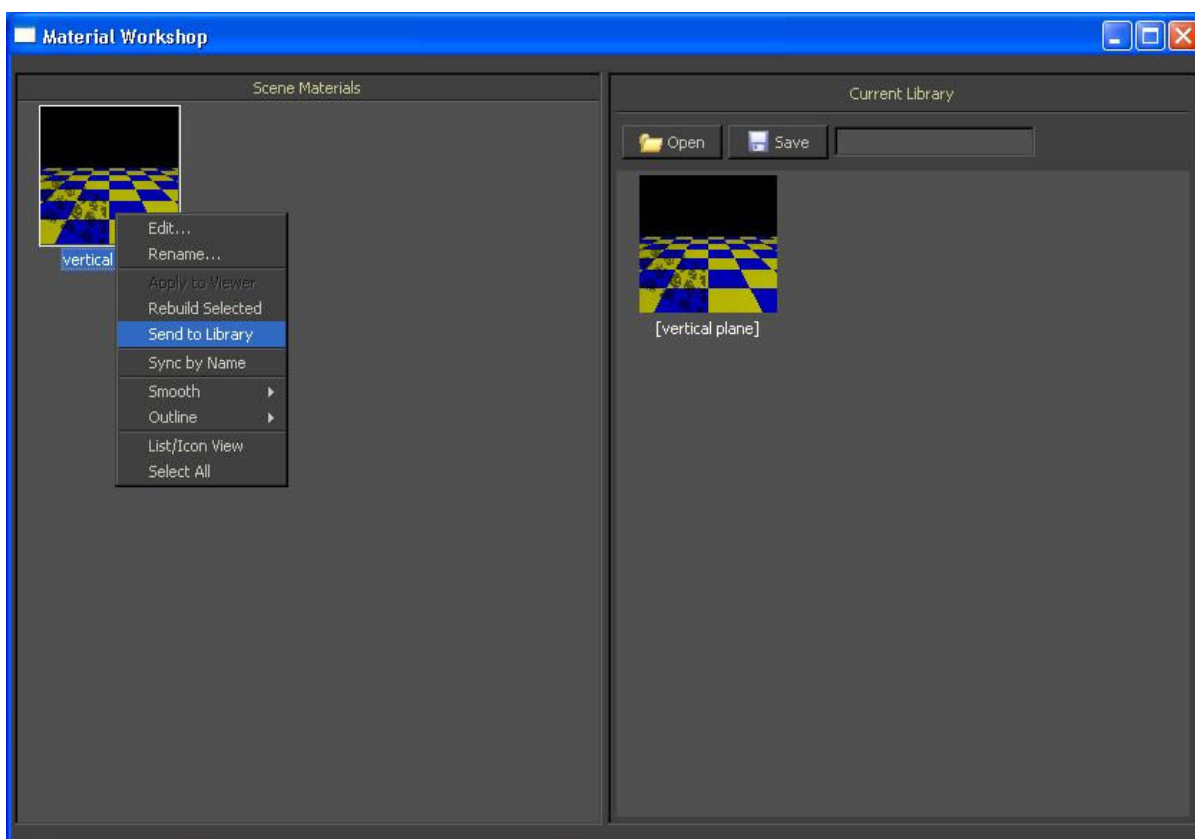 Material Workshop
Scene Materials
vertical
Edit...
Rename...
Apply to Viewer
Rebuild Selected
Send to Library
Sync by Name
Smooth
Outline
List/Icon View
Select All
Current Library
Open
Save
[vertical plane]